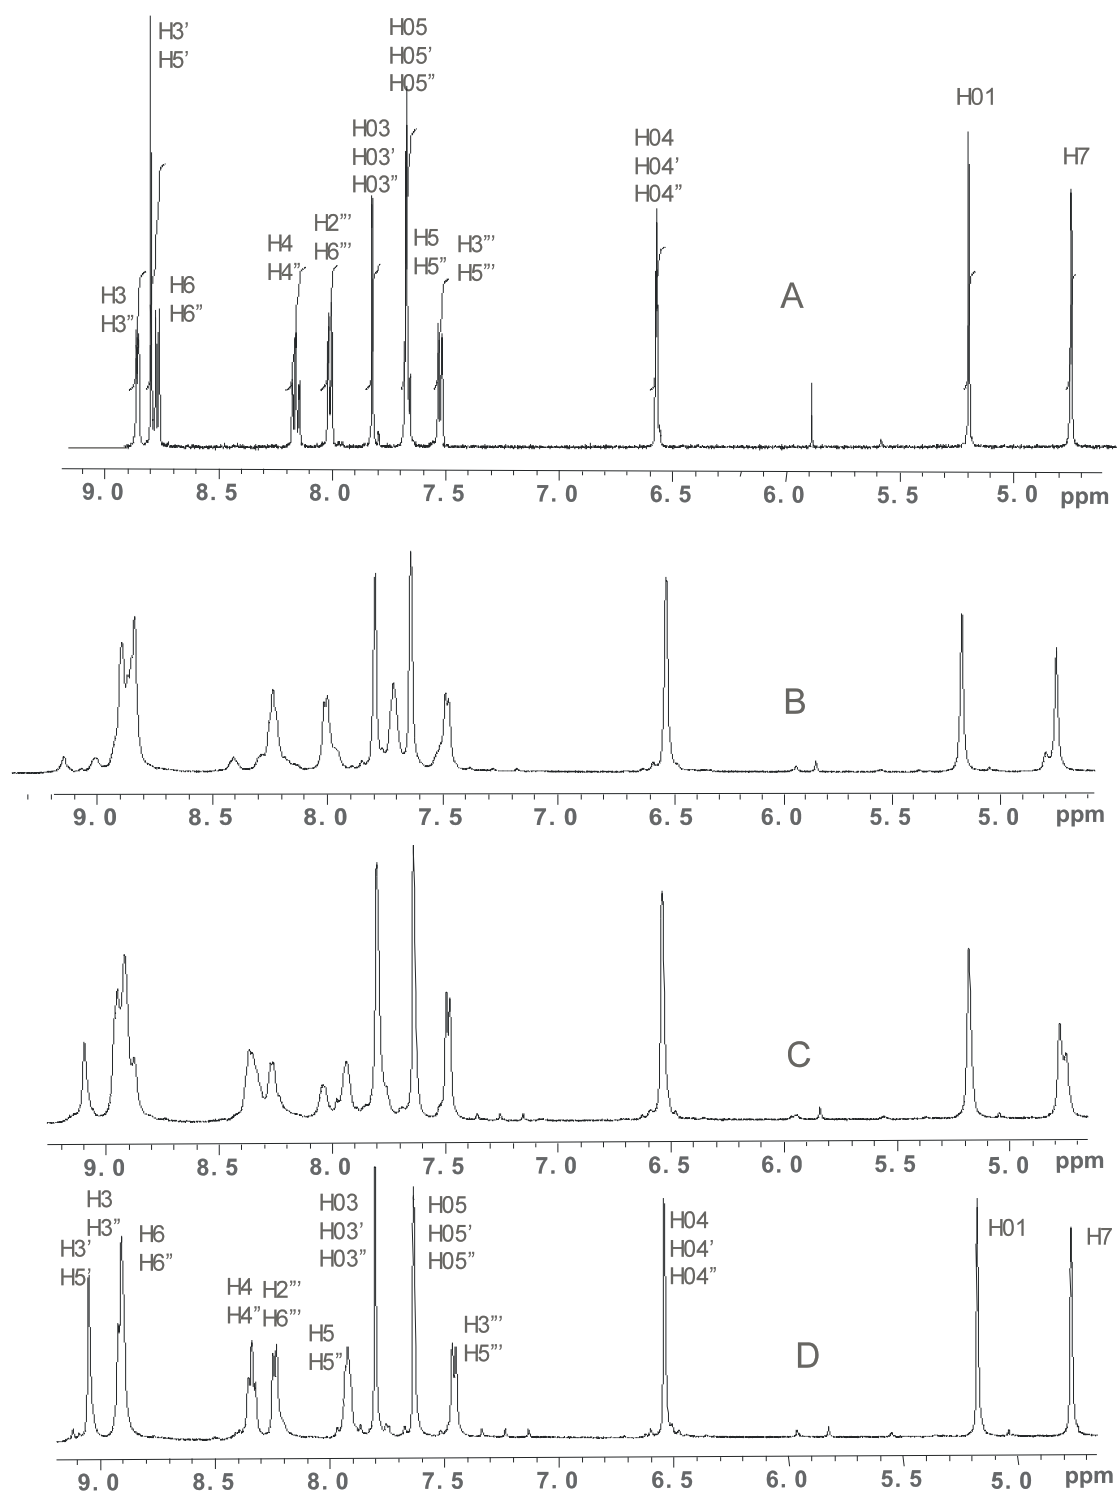 H3’
H5’
H05
H05’
H05”
H01
H03
H03’
H03”
H04
H04’
H04”
H7
H4
H4”
H2”’
H6”’
H5
H5”
H3”’
H5”’
H3
H3”
H6
H6”
A
9.0 8.5 8.0 7.5 7.0 6.5 6.0 5.5 5.0 ppm
B
9.0 8.5 8.0 7.5 7.0 6.5 6.0 5.5 5.0 ppm
C
9.0 8.5 8.0 7.5 7.0 6.5 6.0 5.5 5.0 ppm
H3
H3”
H3’
H5’
H6
H6”
H03
H03’
H03”
H05
H05’
H05”
H04
H04’
H04”
H01
H7
H4
H4”
H2”’
H6”’
H5
H5”
H3”’
H5”’
D
9.0 8.5 8.0 7.5 7.0 6.5 6.0 5.5 5.0 ppm